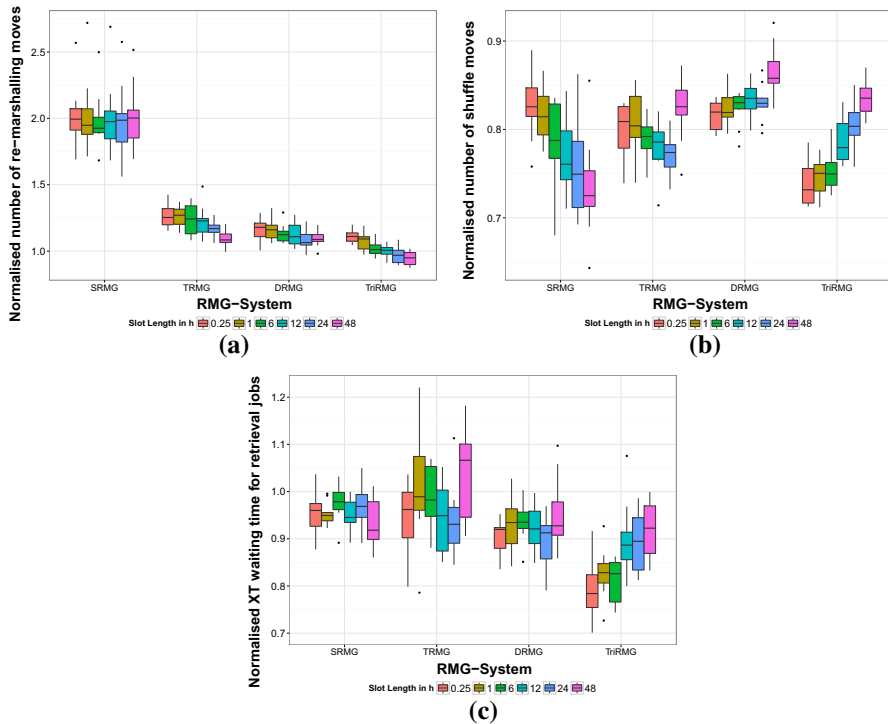 Normalised number of re-marshalling moves
2.5
2.0
1.5
1.0
SRMG TRMG DRMG TriRMG
RMG-System
Slot Length in h 0.25 1 6 12 24 48
(a)
Normalised number of shuffle moves
0.9
0.8
0.7
SRMG TRMG DRMG TriRMG
RMG-System
Slot Length in h 0.25 1 6 12 24 48
(b)
Normalised XT waiting time for retrieval jobs
1.2
1.1
1.0
0.9
0.8
0.7
SRMG TRMG DRMG TriRMG
RMG-System
Slot Length in h 0.25 1 6 12 24 48
(c)